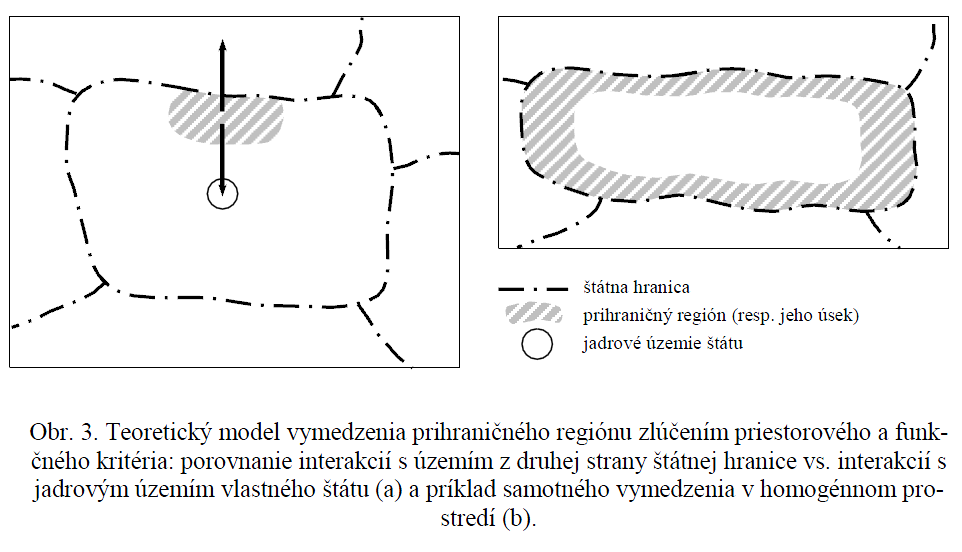 štátna hranica
prihraničný región (resp. jeho úsek)
jadrové územie štátu
Obr. 3. Teoretický model vymedzenia prihraničného regiónu zlúčením priestorového a funk-
čného kritéria: porovnanie interakcií s územím z druhej strany štátnej hranice vs. interakcií s
jadrovým územím vlastného štátu (a) a príklad samotného vymedzenia v homogénnom pro-
stredí (b).